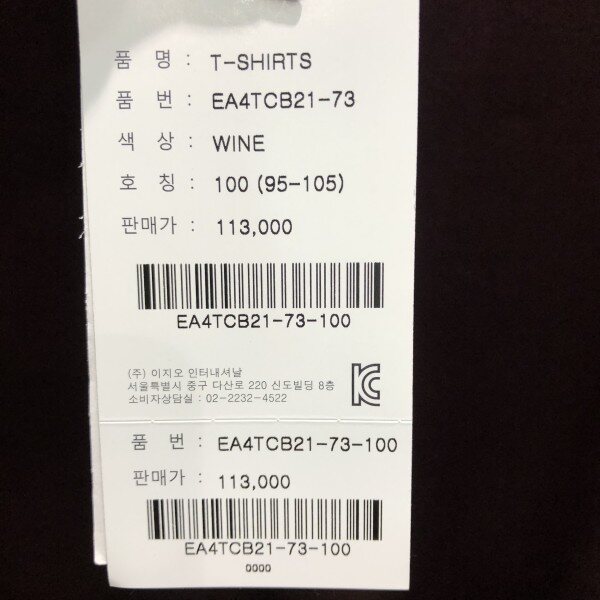 품 명 : T-SHIRTS
품 번 : EA4TCB21-73
색 상 : WINE
호 칭 : 100 (95-105)
판매가 : 113,000
EA4TCB21-73-100
(주) 이지오 인터내셔날
서울특별시 중구 다산로 220 신도빌딩 8층
소비자상담실 : 02-2232-4522
KC
품 번 : EA4TCB21-73-100
판매가 : 113,000
EA4TCB21-73-100
0000